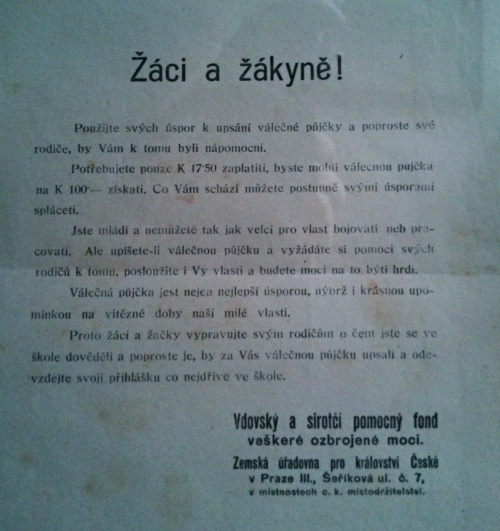 Žáci a žákyně!
Použijte svých úspor k upsání válečné půjčky a poproste své
rodiče, by Vám k tomu byli nápomocni.
Potřebujete pouze K 17·50 zaplatiti, byste mohli válečnou pujčku
na K 100·— získati. Co Vám schází můžete postupně svými úsporami
spláceti.
Jste mládi a nemůžete tak jak velcí pro vlast bojovati neb pra-
covati. Ale upíšete-li válečnou půjčku a vyžádáte si pomoci svých
rodičů k tomu, posloužíte i Vy vlasti a budete moci na to býti hrdi.
Válečná půjčka jest nejen nejlepší úsporou, nýbrž i krásnou upo-
mínkou na vítězné doby naší milé vlasti.
Proto žáci a žačky vypravujte svým rodičům o čem jste se ve
škole dověděli a poproste je, by za Vás válečnou půjčku upsali a ode-
vzdejte svoji přihlášku co nejdříve ve škole.
Vdovský a sirotčí pomocný fond
veškeré ozbrojené moci.
Zemská úřadovna pro království České
v Praze III., Šeříková ul. č. 7,
v místnostech c. k. místodržitelství.